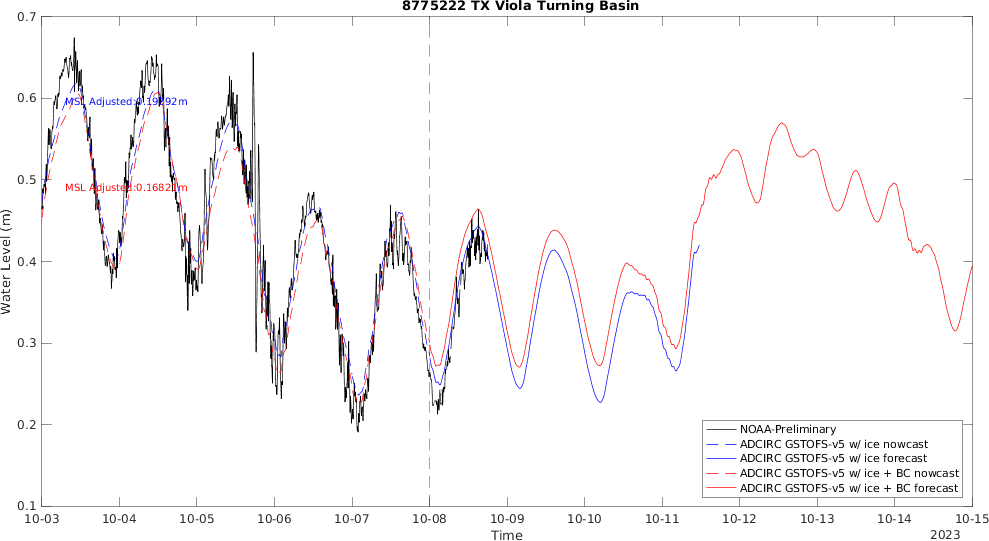 8775222 TX Viola Turning Basin
0.7
0.6
0.5
0.4
0.3
0.2
0.1
Water Level (m)
MSL Adjusted:0.19292m
MSL Adjusted:0.16821m
NOAA-Preliminary
ADCIRC GSTOFS-v5 w/ ice nowcast
ADCIRC GSTOFS-v5 w/ ice forecast
ADCIRC GSTOFS-v5 w/ ice + BC nowcast
ADCIRC GSTOFS-v5 w/ ice + BC forecast
10-03 10-04 10-05 10-06 10-07 10-08 10-09 10-10 10-11 10-12 10-13 10-14 10-15
Time
2023